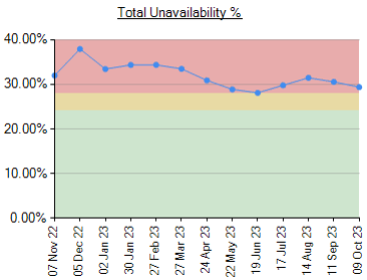 Total Unavailability %
40.00%
30.00%
20.00%
10.00%
0.00%
07 Nov 22
05 Dec 22
02 Jan 23
30 Jan 23
27 Feb 23
27 Mar 23
24 Apr 23
22 May 23
19 Jun 23
17 Jul 23
14 Aug 23
11 Sep 23
09 Oct 23